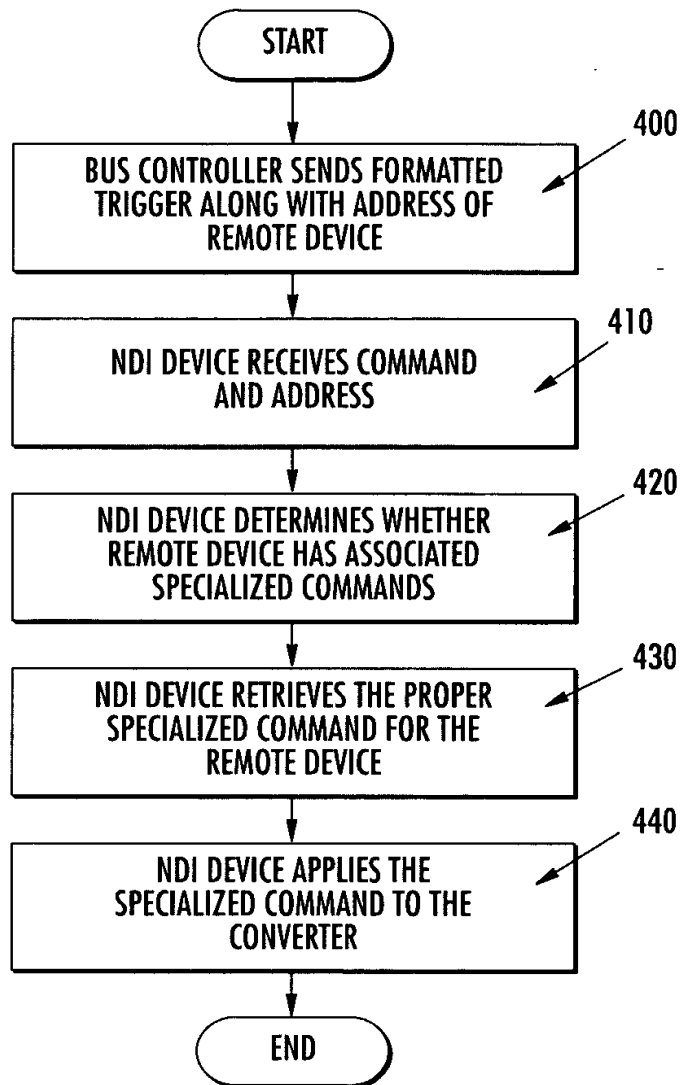 START
400
BUS CONTROLLER SENDS FORMATTED
TRIGGER ALONG WITH ADDRESS OF
REMOTE DEVICE
410
NDI DEVICE RECEIVES COMMAND
AND ADDRESS
420
NDI DEVICE DETERMINES WHETHER
REMOTE DEVICE HAS ASSOCIATED
SPECIALIZED COMMANDS
430
NDI DEVICE RETRIEVES THE PROPER
SPECIALIZED COMMAND FOR THE
REMOTE DEVICE
440
NDI DEVICE APPLIES THE
SPECIALIZED COMMAND TO THE
CONVERTER
END